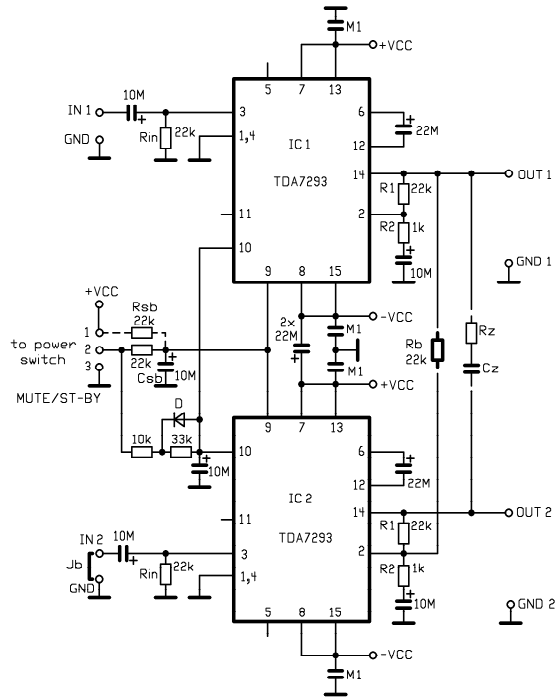 M1
+VCC
5 7 13
10M
IN 1
+
3
6
+
22M
GND
Rin
22k
1,4
IC1
12
TDA7293
14
OUT 1
R1
22k
11
2
R2
1k
+
10M
10
GND 1
9 8 15
+VCC
Rsb
22k
-VCC
1
2x
22M
M1
to power
switch
2
22k
+
Rb
22k
Rz
3
Csb
10M
+
M1
Cz
MUTE/ST-BY
+VCC
D
9 7 13
10k
33k
10
6
+
+
10M
22M
12
IC2
11
14
OUT 2
TDA7293
R1
22k
IN 2
10M
+
3
2
Jb
Rin
22k
R2
1k
GND
1,4
+
10M
GND 2
5 8 15
-VCC
M1